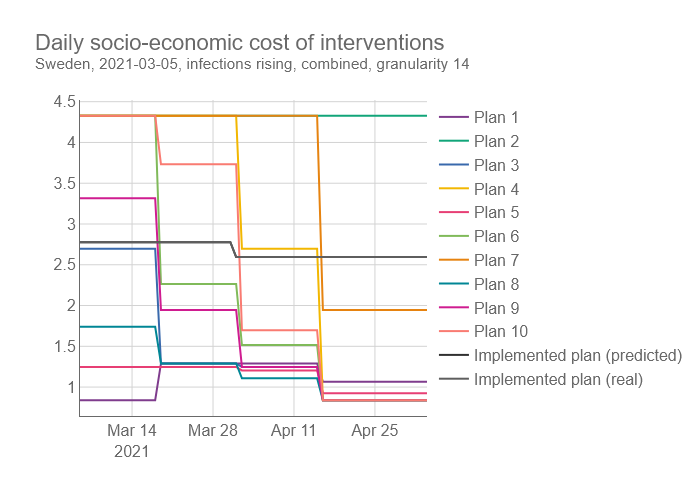 Daily socio-economic cost of interventions
Sweden, 2021-03-05, infections rising, combined, granularity 14
4.5
4
3.5
3
2.5
2
1.5
1
Mar 14
2021
Mar 28
Apr 11
Apr 25
Plan 1
Plan 2
Plan 3
Plan 4
Plan 5
Plan 6
Plan 7
Plan 8
Plan 9
Plan 10
Implemented plan (predicted)
Implemented plan (real)